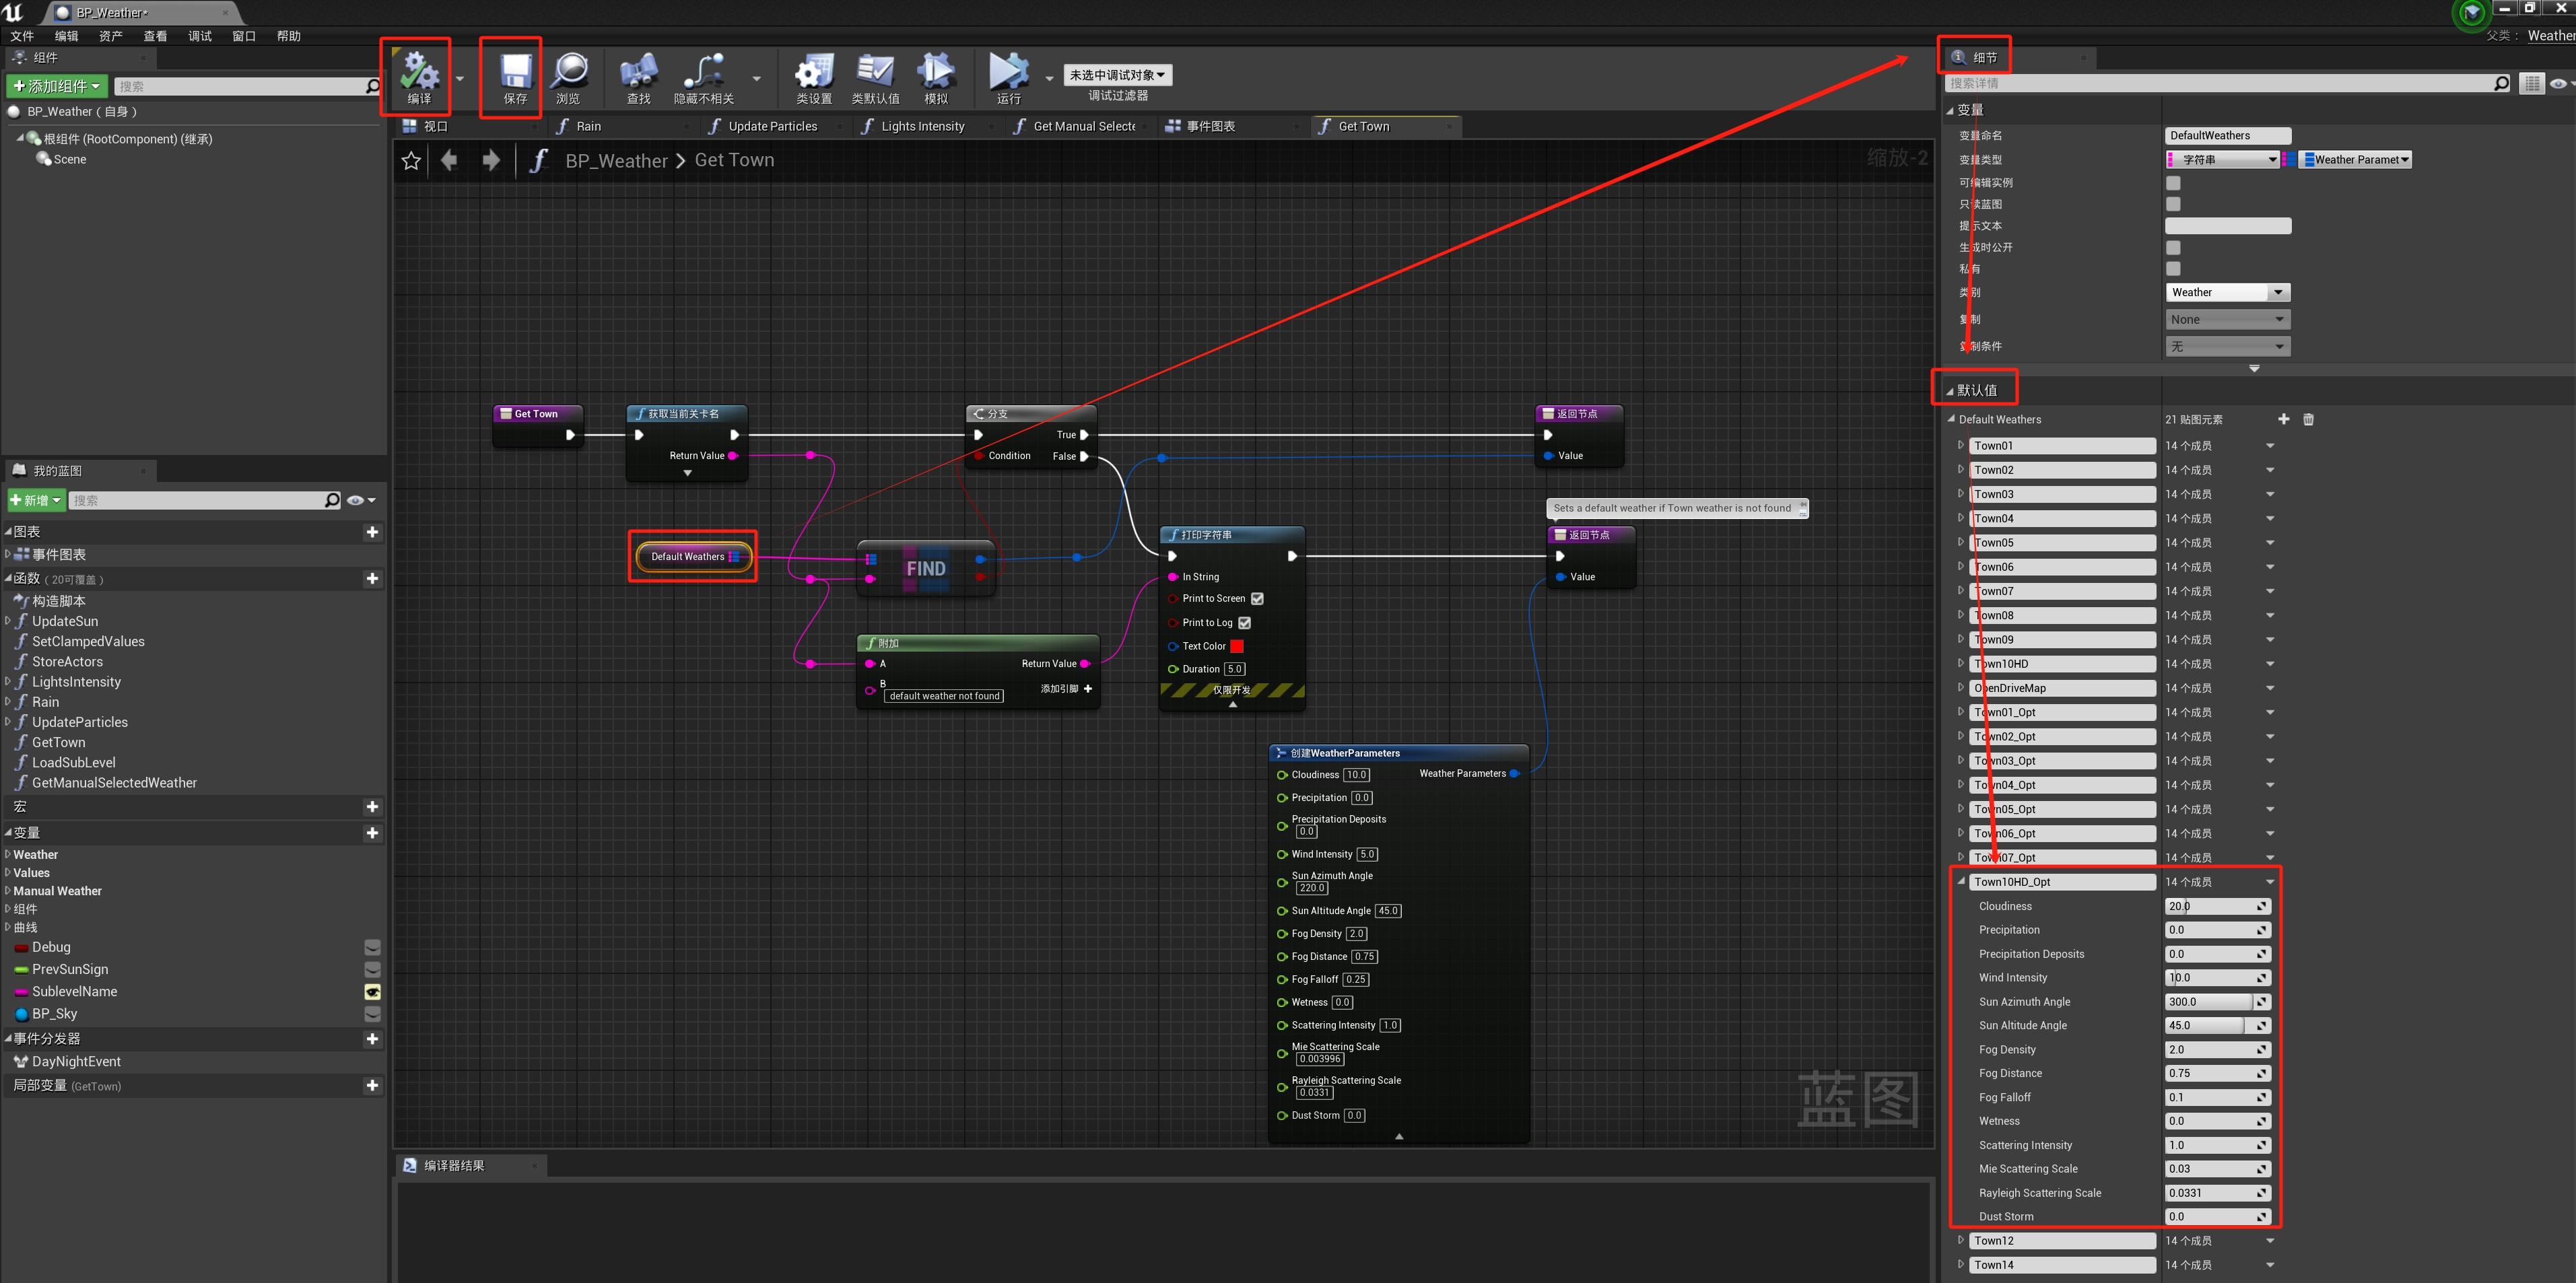 BP_Weather*
文件 编辑 资产 查看 调试 窗口 帮助
父类： Weather
组件
添加组件
搜索
BP_Weather（自身）
根组件 (RootComponent) (继承)
Scene
编译
保存
浏览
查找
隐藏不相关
类设置
类默认值
模拟
运行
未选中调试对象
调试过滤器
视口
Rain
Update Particles
Lights Intensity
Get Manual Selecte
事件图表
Get Town
BP_Weather > Get Town
缩放-2
我的蓝图
新增
搜索
图表
事件图表
函数 (20可覆盖)
构造脚本
UpdateSun
SetClampedValues
StoreActors
LightsIntensity
Rain
UpdateParticles
GetTown
LoadSubLevel
GetManualSelectedWeather
宏
变量
Weather
Values
Manual Weather
组件
曲线
Debug
PrevSunSign
SublevelName
BP_Sky
事件分发器
DayNightEvent
局部变量 (GetTown)
Get Town
获取当前关卡名
Return Value
分支
True
Condition
False
返回节点
Value
Sets a default weather if Town weather is not found
返回节点
Value
Default Weathers
FIND
附加
A
Return Value
B
default weather not found
添加引脚
打印字符串
In String
Print to Screen
Print to Log
Text Color
Duration 5.0
仅限开发
创建WeatherParameters
Weather Parameters
Cloudiness 10.0
Precipitation 0.0
Precipitation Deposits
0.0
Wind Intensity 5.0
Sun Azimuth Angle
220.0
Sun Altitude Angle 45.0
Fog Density 2.0
Fog Distance 0.75
Fog Falloff 0.25
Wetness 0.0
Scattering Intensity 1.0
Mie Scattering Scale
0.003996
Rayleigh Scattering Scale
0.0331
Dust Storm 0.0
蓝图
编译器结果
细节
搜索详情
变量
变量命名 DefaultWeathers
变量类型 字符串 Weather Paramet
可编辑实例
只读蓝图
提示文本
生成时公开
私有
类别 Weather
复制 None
复制条件 无
默认值
Default Weathers 21 贴图元素
Town01 14 个成员
Town02 14 个成员
Town03 14 个成员
Town04 14 个成员
Town05 14 个成员
Town06 14 个成员
Town07 14 个成员
Town08 14 个成员
Town09 14 个成员
Town10HD 14 个成员
OpenDriveMap 14 个成员
Town01_Opt 14 个成员
Town02_Opt 14 个成员
Town03_Opt 14 个成员
Town04_Opt 14 个成员
Town05_Opt 14 个成员
Town06_Opt 14 个成员
Town07_Opt 14 个成员
Town10HD_Opt 14 个成员
Cloudiness 20.0
Precipitation 0.0
Precipitation Deposits 0.0
Wind Intensity 10.0
Sun Azimuth Angle 300.0
Sun Altitude Angle 45.0
Fog Density 2.0
Fog Distance 0.75
Fog Falloff 0.1
Wetness 0.0
Scattering Intensity 1.0
Mie Scattering Scale 0.03
Rayleigh Scattering Scale 0.0331
Dust Storm 0.0
Town12 14 个成员
Town14 14 个成员